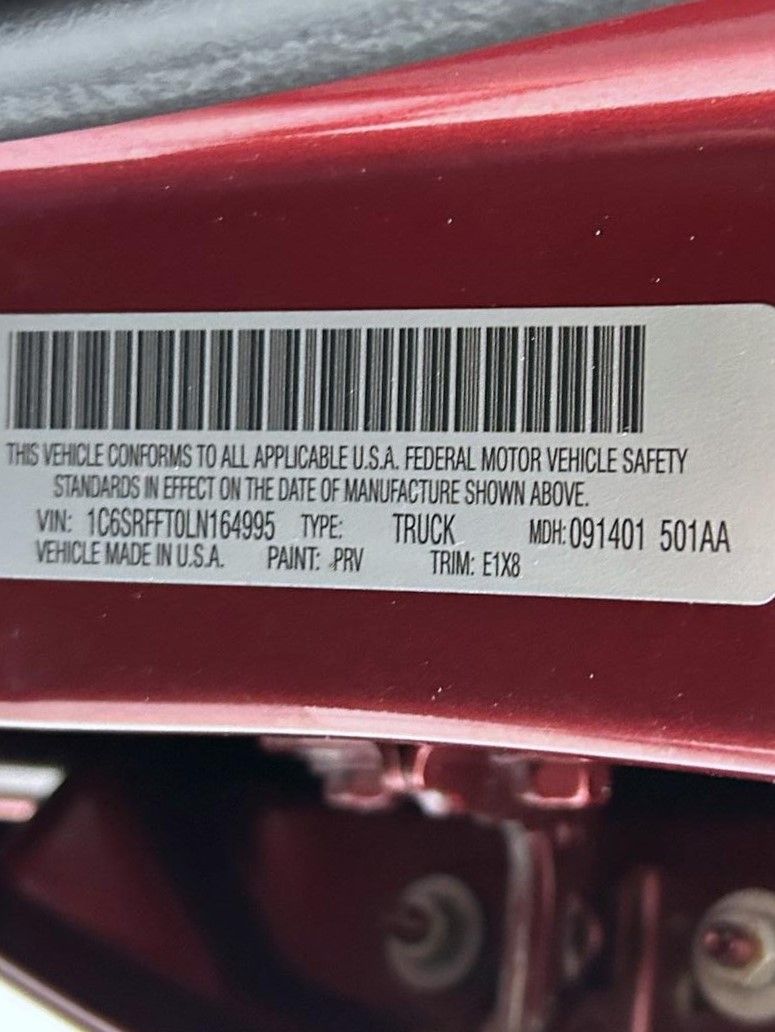 THIS VEHICLE CONFORMS TO ALL APPLICABLE U.S.A. FEDERAL MOTOR VEHICLE SAFETY
STANDARDS IN EFFECT ON THE DATE OF MANUFACTURE SHOWN ABOVE.
VIN: 1C6SRFFT0LN164995 TYPE: TRUCK MDH: 091401 501AA
VEHICLE MADE IN U.S.A. PAINT: PRV TRIM: E1X8